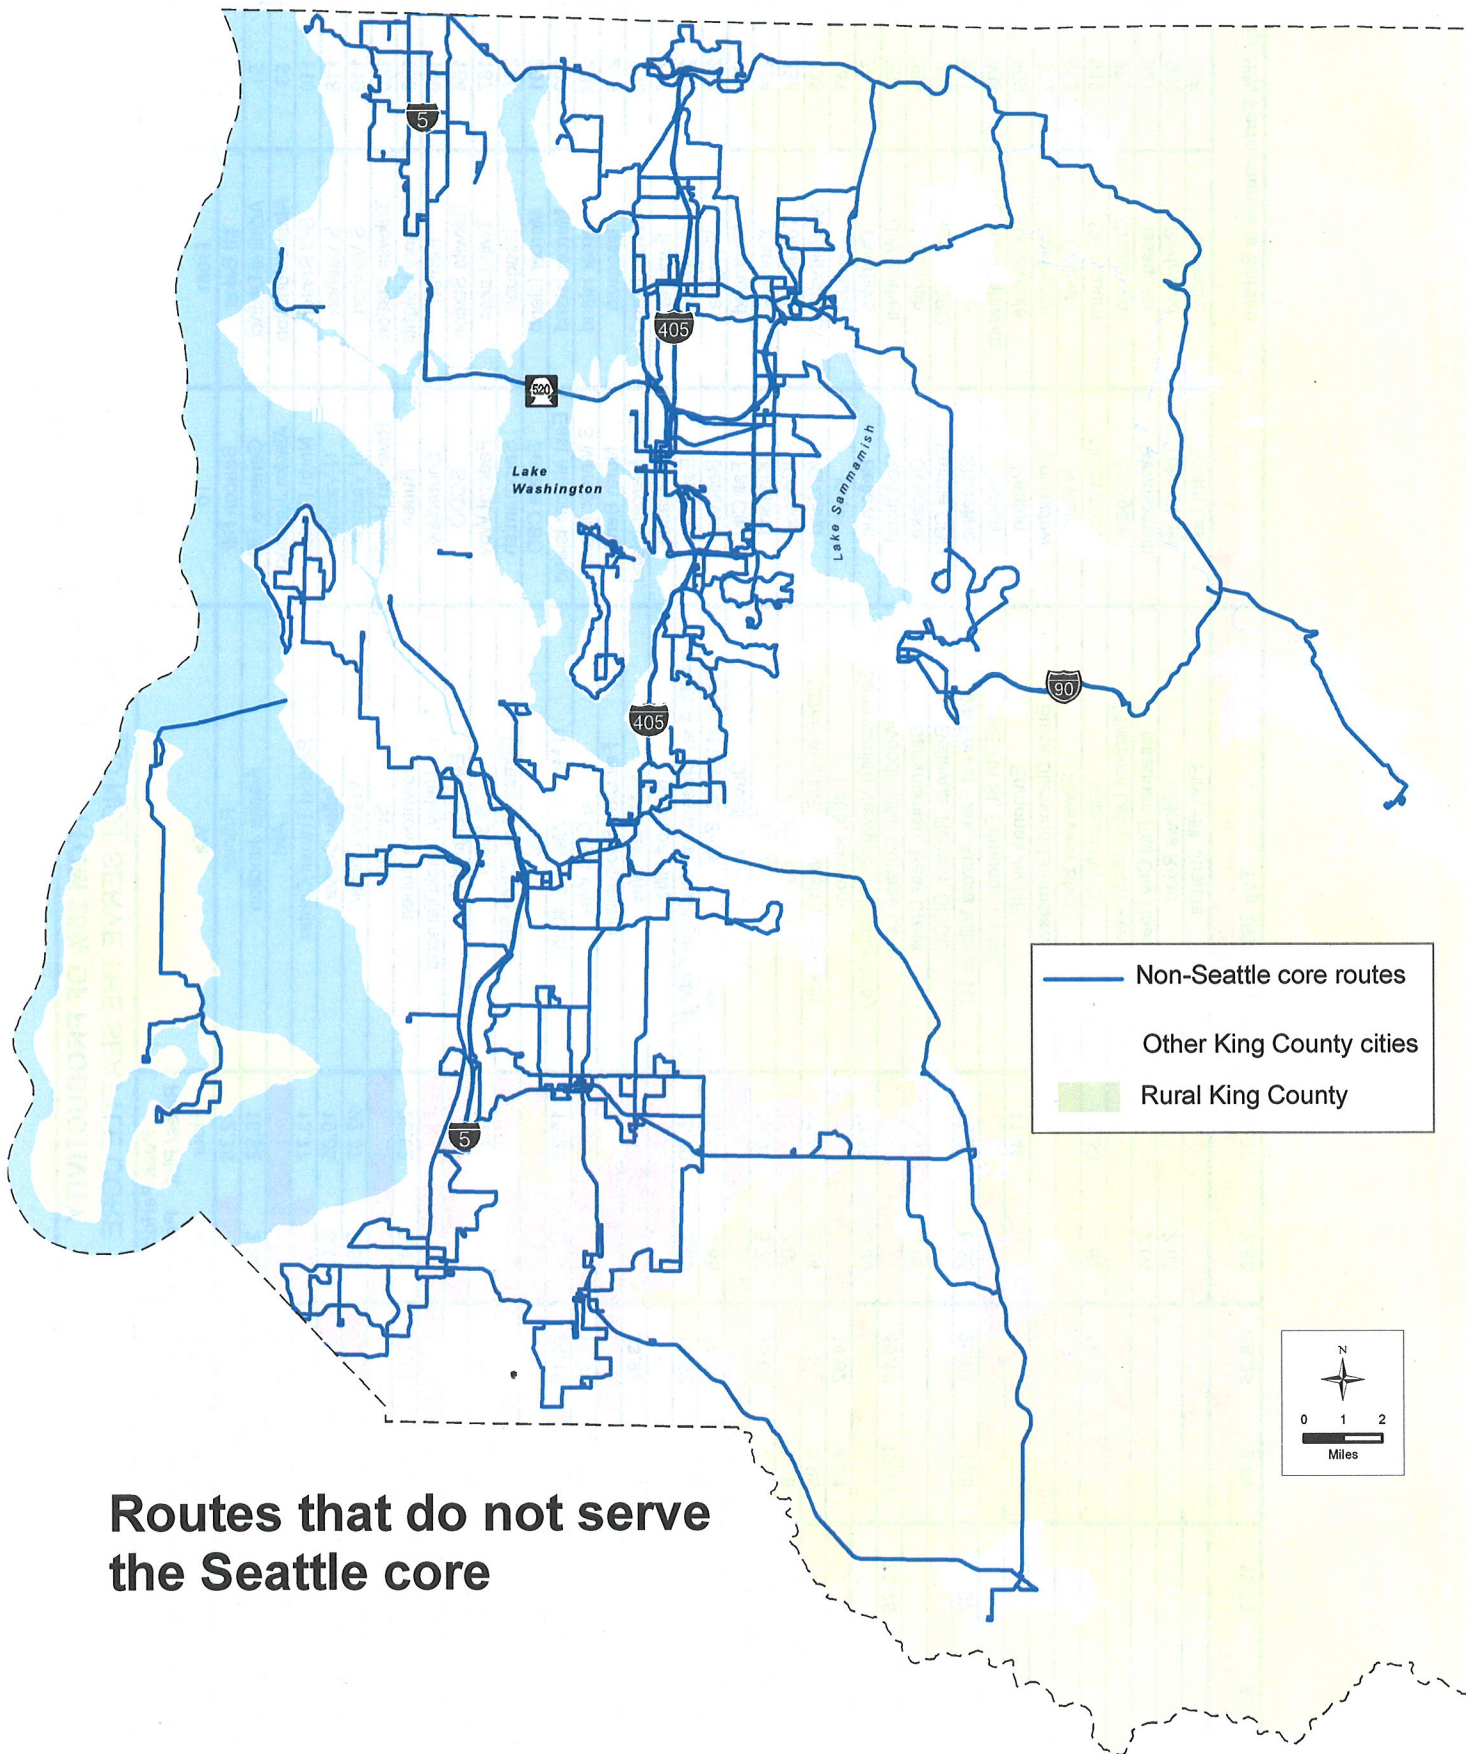 5
405
520
Lake
Washington
Lake Sammamish
405
90
Non-Seattle core routes
Other King County cities
Rural King County
5
N
0 1 2
Miles
Routes that do not serve
the Seattle core